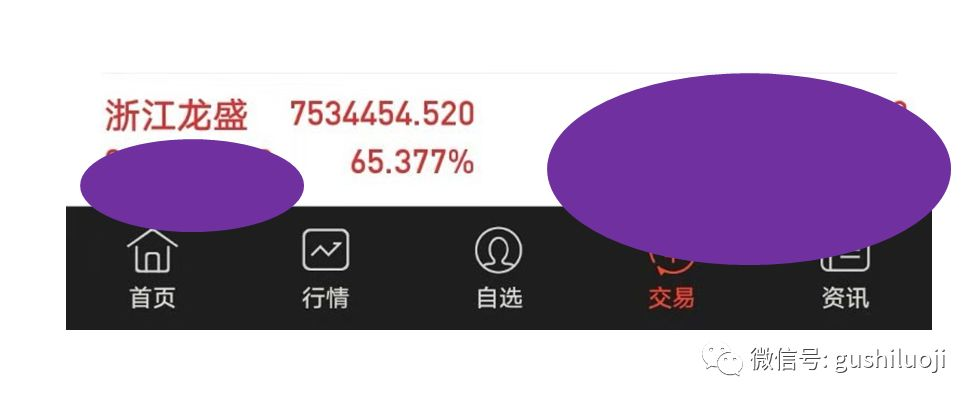 浙江龙盛 7534454.520
65.377%
首页 行情 自选 交易 资讯
微信号: gushiluoji